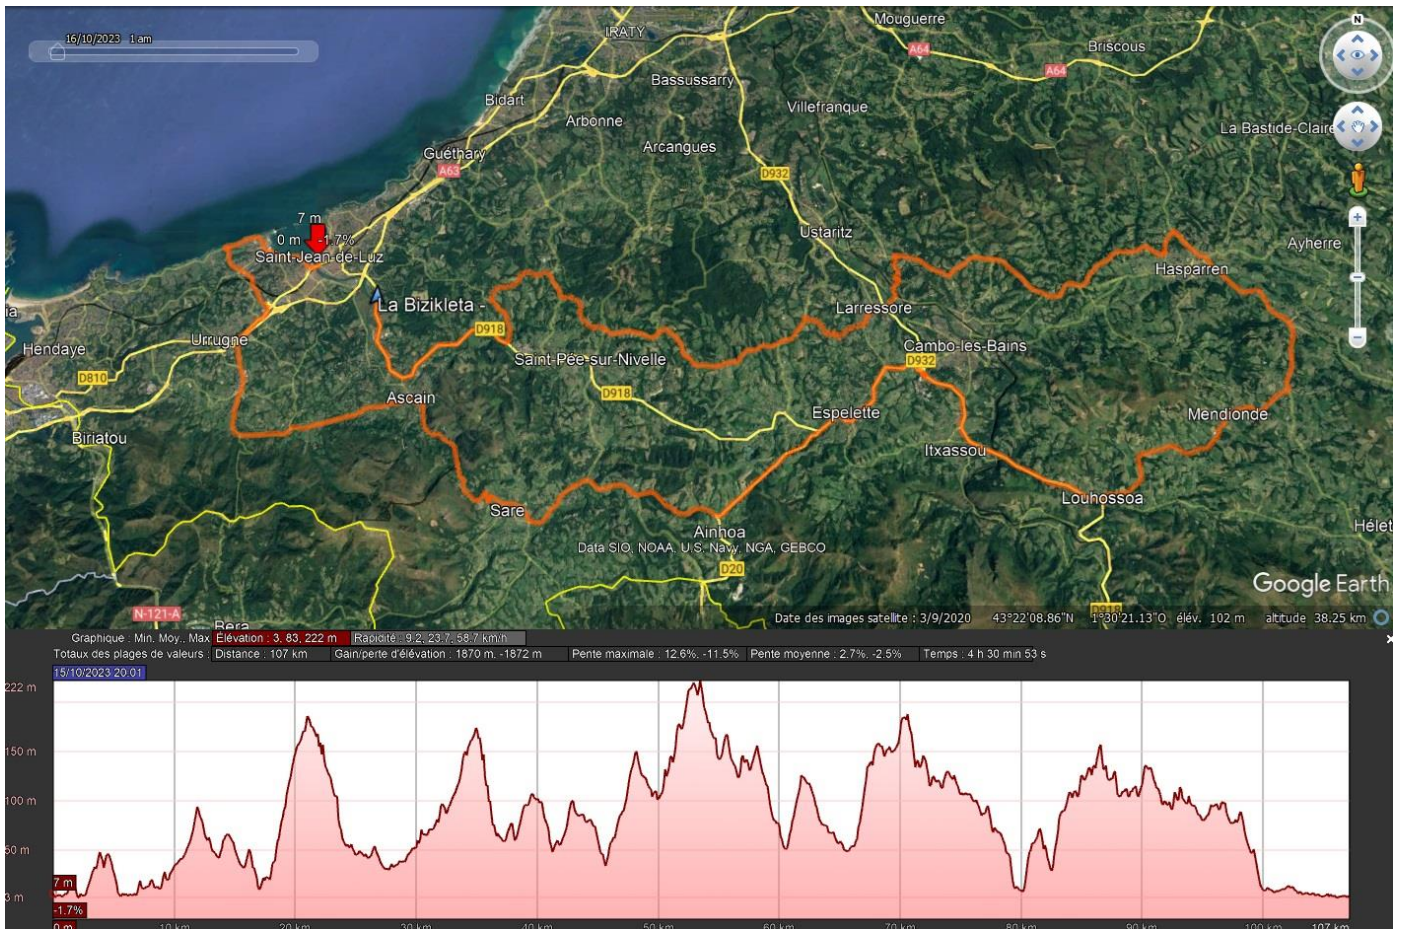 16/10/2023 1 am
N
Mouguerre
IRATY
A64
Briscous
A64
Bassussarry
Bidart
Villefranque
Arbonne
La Bastide-Claire
Arcangues
Guéthary
A63
D932
7 m
0 m -1.7%
Saint-Jean-de-Luz
Ustaritz
Ayherre
Hasparren
La Bizikleta -
Larressore
ia
D918
Urrugne
Hendaye
Cambo-les-Bains
Saint-Pée-sur-Nivelle
D932
D810
D918
Ascain
Espelette
Mendionde
Biriatou
Itxassou
Louhossoa
Sare
Ainhoa
Hélet
Data SIO, NOAA, U.S. Navy, NGA, GEBCO
D20
Google Earth
N-121-A
D918
Bera
Date des images satellite : 3/9/2020 43°22'08.86"N 1°30'21.13"O élév. 102 m altitude 38.25 km
Graphique : Min. Moy., Max Élévation : 3, 83, 222 m Rapidité : 9.2, 23.7, 58.7 km/h
Totaux des plages de valeurs : Distance : 107 km Gain/perte d'élévation : 1870 m, -1872 m Pente maximale : 12.6%, -11.5% Pente moyenne : 2.7%, -2.5% Temps : 4 h 30 min 53 s
15/10/2023 20:01
222 m
150 m
100 m
50 m
7 m
3 m
-1.7%
0 m 10 km 20 km 30 km 40 km 50 km 60 km 70 km 80 km 90 km 100 km 107 km